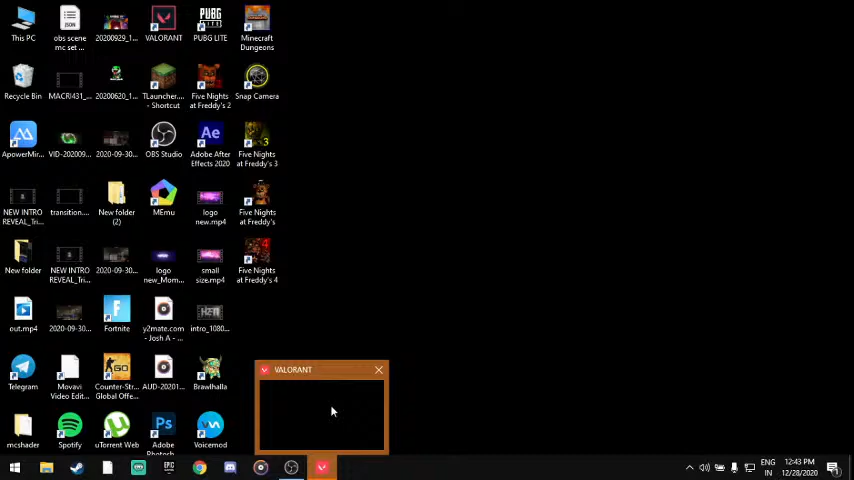 This PC
obs scene
mc set ...
20200929_1...
VALORANT
PUBG LITE
Minecraft
Dungeons
Recycle Bin
MACRI431_...
20200620_1...
TLauncher....
- Shortcut
Five Nights
at Freddy's 2
Snap Camera
ApowerMir...
VID-202009...
2020-09-30...
OBS Studio
Adobe After
Effects 2020
Five Nights
at Freddy's 3
NEW INTRO
REVEAL_Tri...
transition....
New folder
(2)
MEmu
logo
new.mp4
Five Nights
at Freddy's
New folder
NEW INTRO
REVEAL_Tri...
2020-09-30...
logo
new_Mom...
small
size.mp4
Five Nights
at Freddy's 4
out.mp4
2020-09-30...
Fortnite
y2mate.com
- Josh A - ...
intro_1080...
Telegram
Movavi
Video Edit...
Counter-Str...
Global Offe...
AUD-20201...
Brawlhalla
VALORANT
mcshader
Spotify
uTorrent Web
Adobe
Photosh...
Voicemod
ENG
IN
12:43 PM
12/28/2020